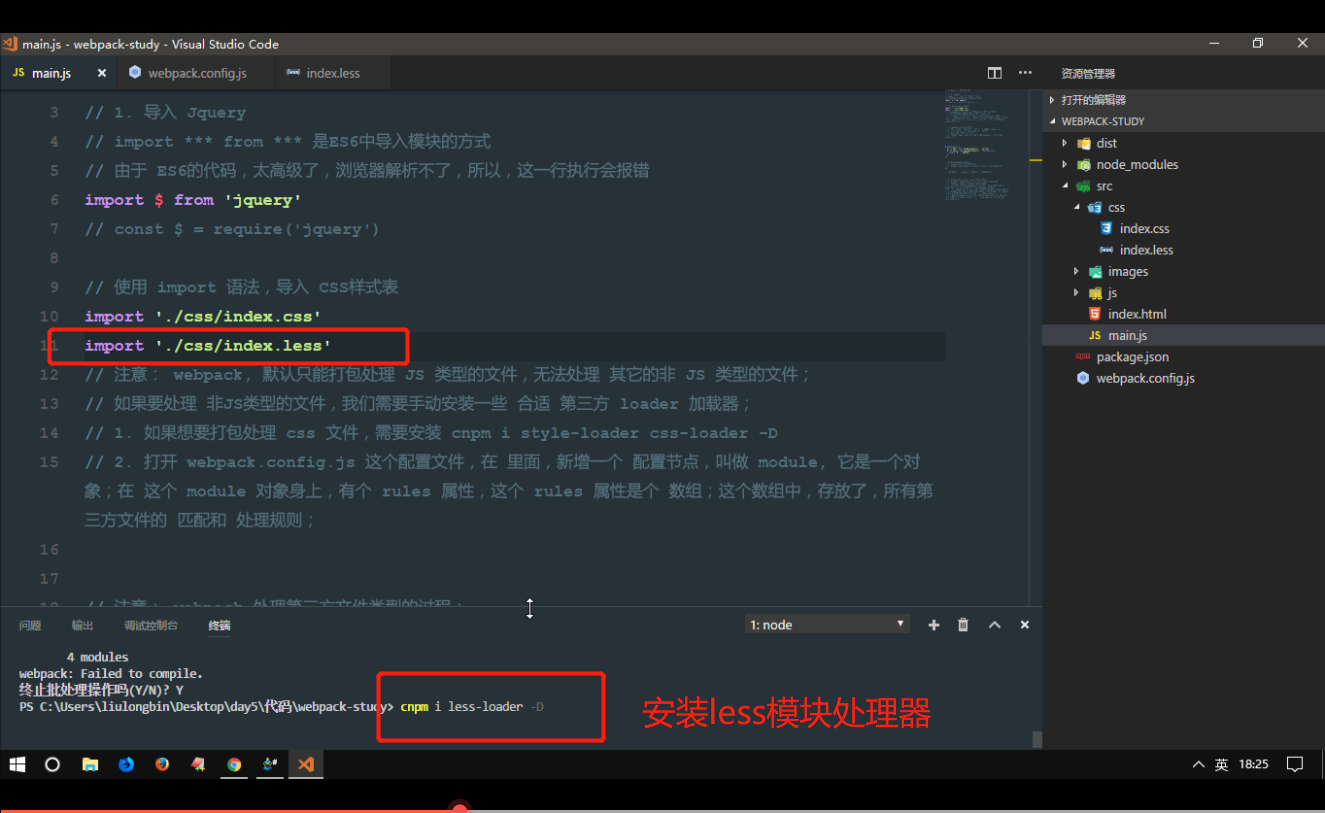 main.js - webpack-study - Visual Studio Code
JS main.js
webpack.config.js
index.less
3 // 1. 导入 Jquery
4 // import *** from *** 是ES6中导入模块的方式
5 // 由于 ES6的代码，太高级了，浏览器解析不了，所以，这一行执行会报错
6 import $ from 'jquery'
7 // const $ = require('jquery')
8
9 // 使用 import 语法，导入 CSS样式表
10 import './css/index.css'
11 import './css/index.less'
12 // 注意： webpack, 默认只能打包处理 JS 类型的文件，无法处理 其它的非 JS 类型的文件；
13 // 如果要处理 非JS类型的文件，我们需要手动安装一些 合适 第三方 loader 加载器；
14 // 1. 如果想要打包处理 css 文件，需要安装 cnpm i style-loader css-loader -D
15 // 2. 打开 webpack.config.js 这个配置文件，在 里面，新增一个 配置节点，叫做 module, 它是一个对
象；在 这个 module 对象身上，有个 rules 属性，这个 rules 属性是个 数组；这个数组中，存放了，所有第
三方文件的 匹配和 处理规则；
16
17
资源管理器
打开的编辑器
WEBPACK-STUDY
dist
node_modules
src
css
index.css
index.less
images
js
index.html
JS main.js
package.json
webpack.config.js
问题 输出 调试控制台 终端
1: node
4 modules
webpack: Failed to compile.
终止批处理操作吗(Y/N)? Y
PS C:\Users\liulongbin\Desktop\day5\代码\webpack-study> cnpm i less-loader -D
安装less模块处理器
英 18:25